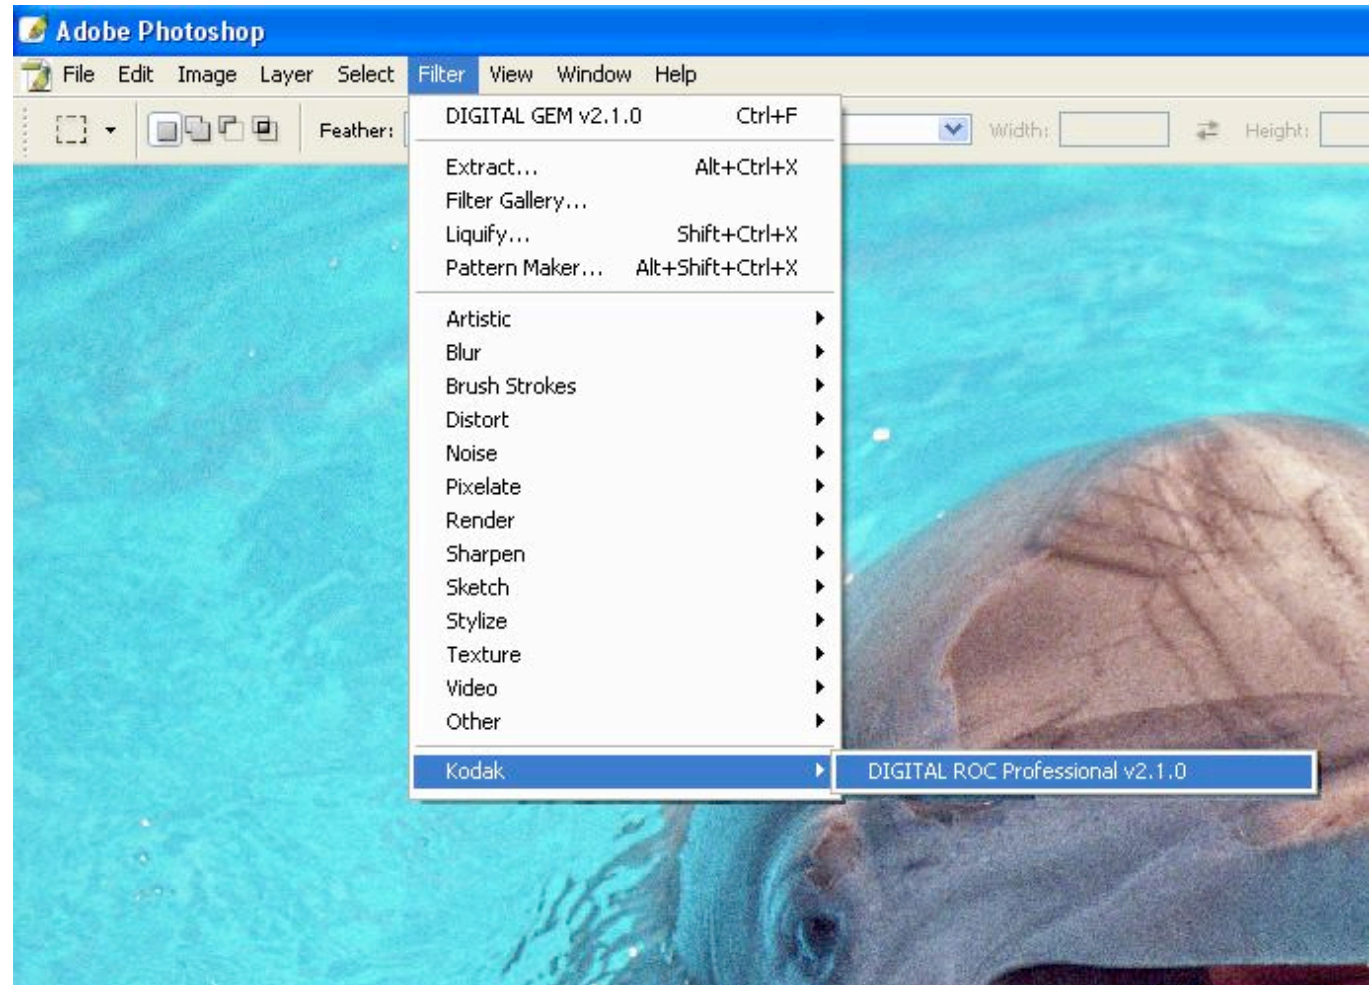 Adobe Photoshop
File Edit Image Layer Select Filter View Window Help
Feather: Width: Height:
DIGITAL GEM v2.1.0 Ctrl+F
Extract... Alt+Ctrl+X
Filter Gallery...
Liquify... Shift+Ctrl+X
Pattern Maker... Alt+Shift+Ctrl+X
Artistic
Blur
Brush Strokes
Distort
Noise
Pixelate
Render
Sharpen
Sketch
Stylize
Texture
Video
Other
Kodak DIGITAL ROC Professional v2.1.0